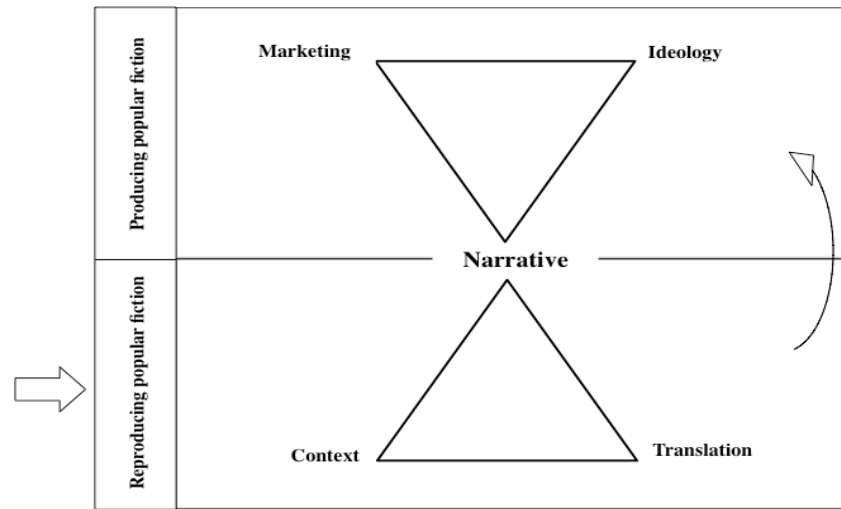 Producing popular fiction
Marketing
Ideology
Narrative
Reproducing popular fiction
Context
Translation